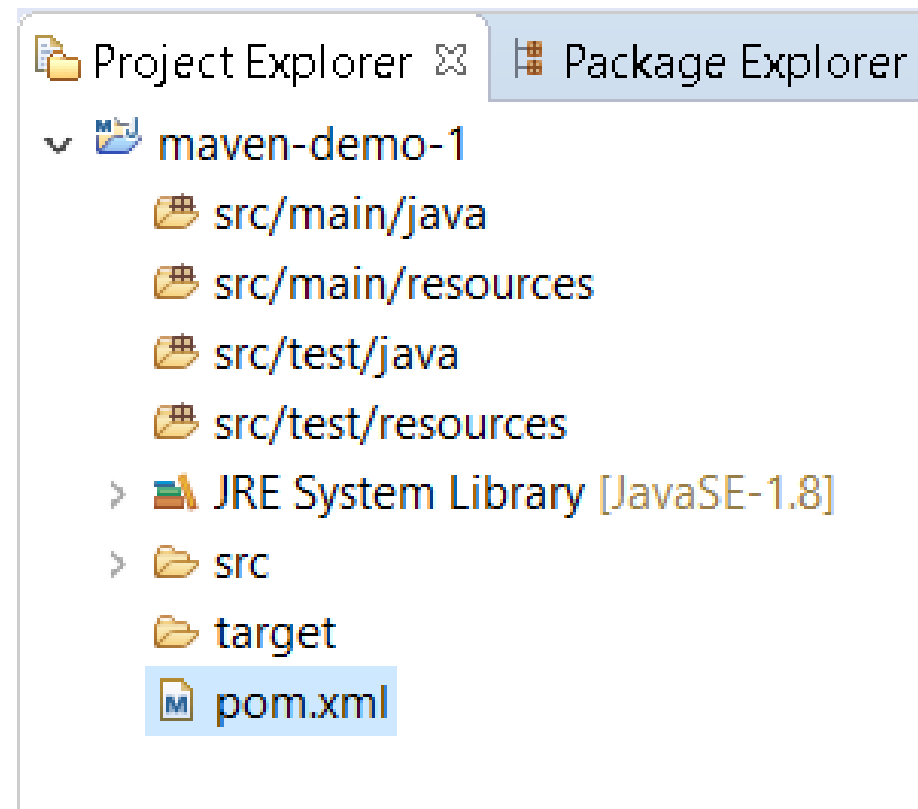 Project Explorer Package Explorer
maven-demo-1
src/main/java
src/main/resources
src/test/java
src/test/resources
JRE System Library [JavaSE-1.8]
src
target
pom.xml